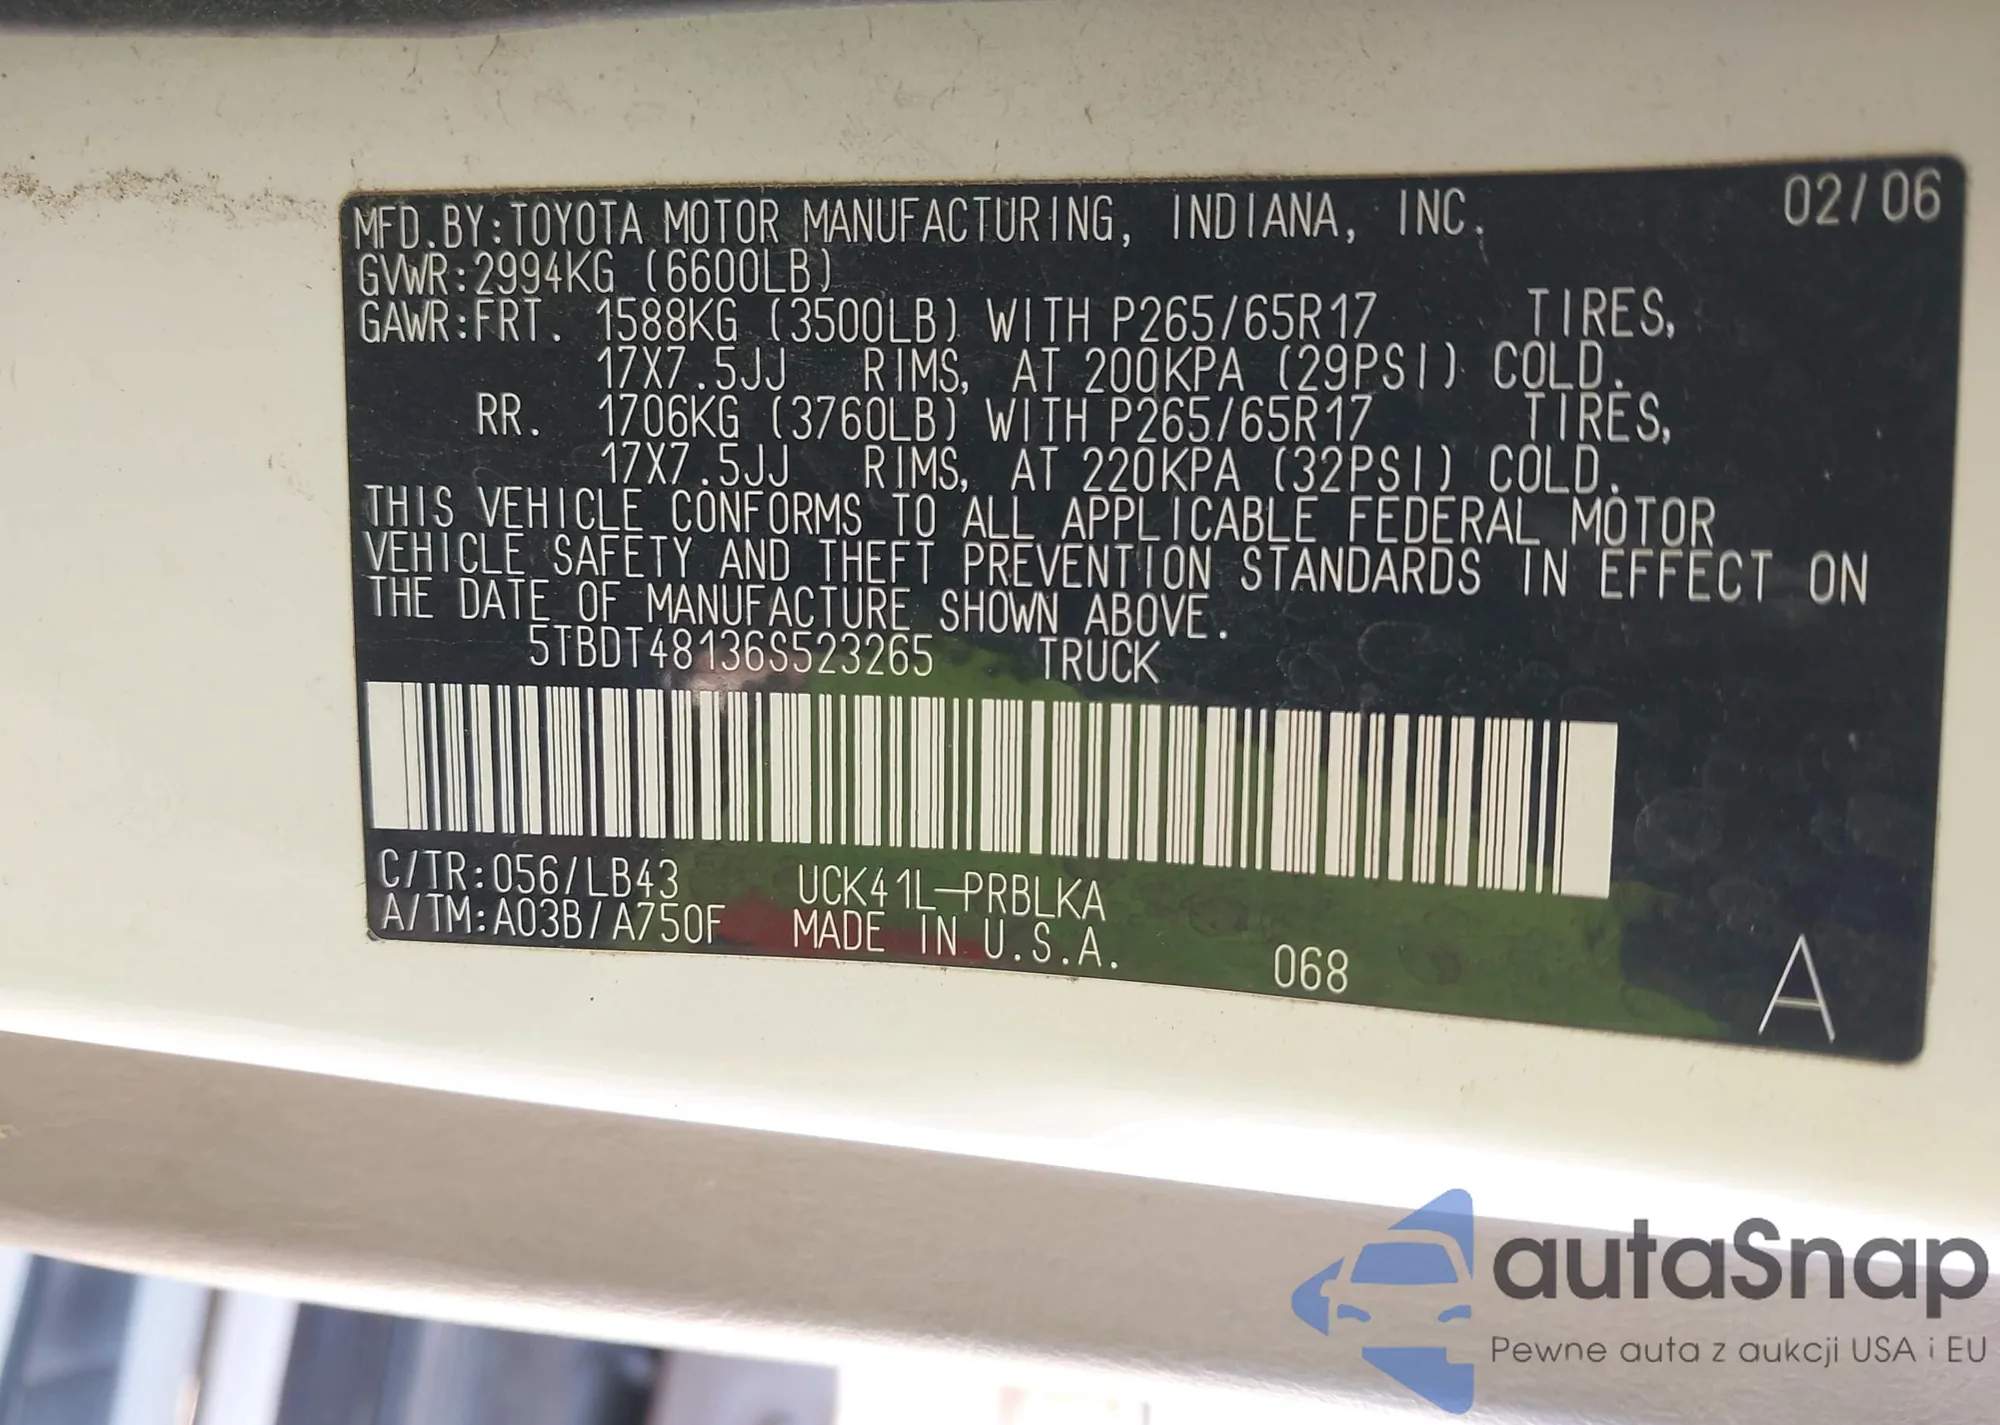 MFD.BY:TOYOTA MOTOR MANUFACTURING, INDIANA, INC. 02/06
GVWR:2994KG (6600LB)
GAWR:FRT. 1588KG (3500LB) WITH P265/65R17 TIRES,
17X7.5JJ RIMS, AT 200KPA (29PSI) COLD.
RR. 1706KG (3760LB) WITH P265/65R17 TIRES,
17X7.5JJ RIMS, AT 220KPA (32PSI) COLD.
THIS VEHICLE CONFORMS TO ALL APPLICABLE FEDERAL MOTOR
VEHICLE SAFETY AND THEFT PREVENTION STANDARDS IN EFFECT ON
THE DATE OF MANUFACTURE SHOWN ABOVE.
5TBDT48136S523265 TRUCK
C/TR:056/LB43 UCK41L-PRBLKA
A/TM:A03B/A750F MADE IN U.S.A. 068 A
autaSnap
Pewne auta z aukcji USA i EU